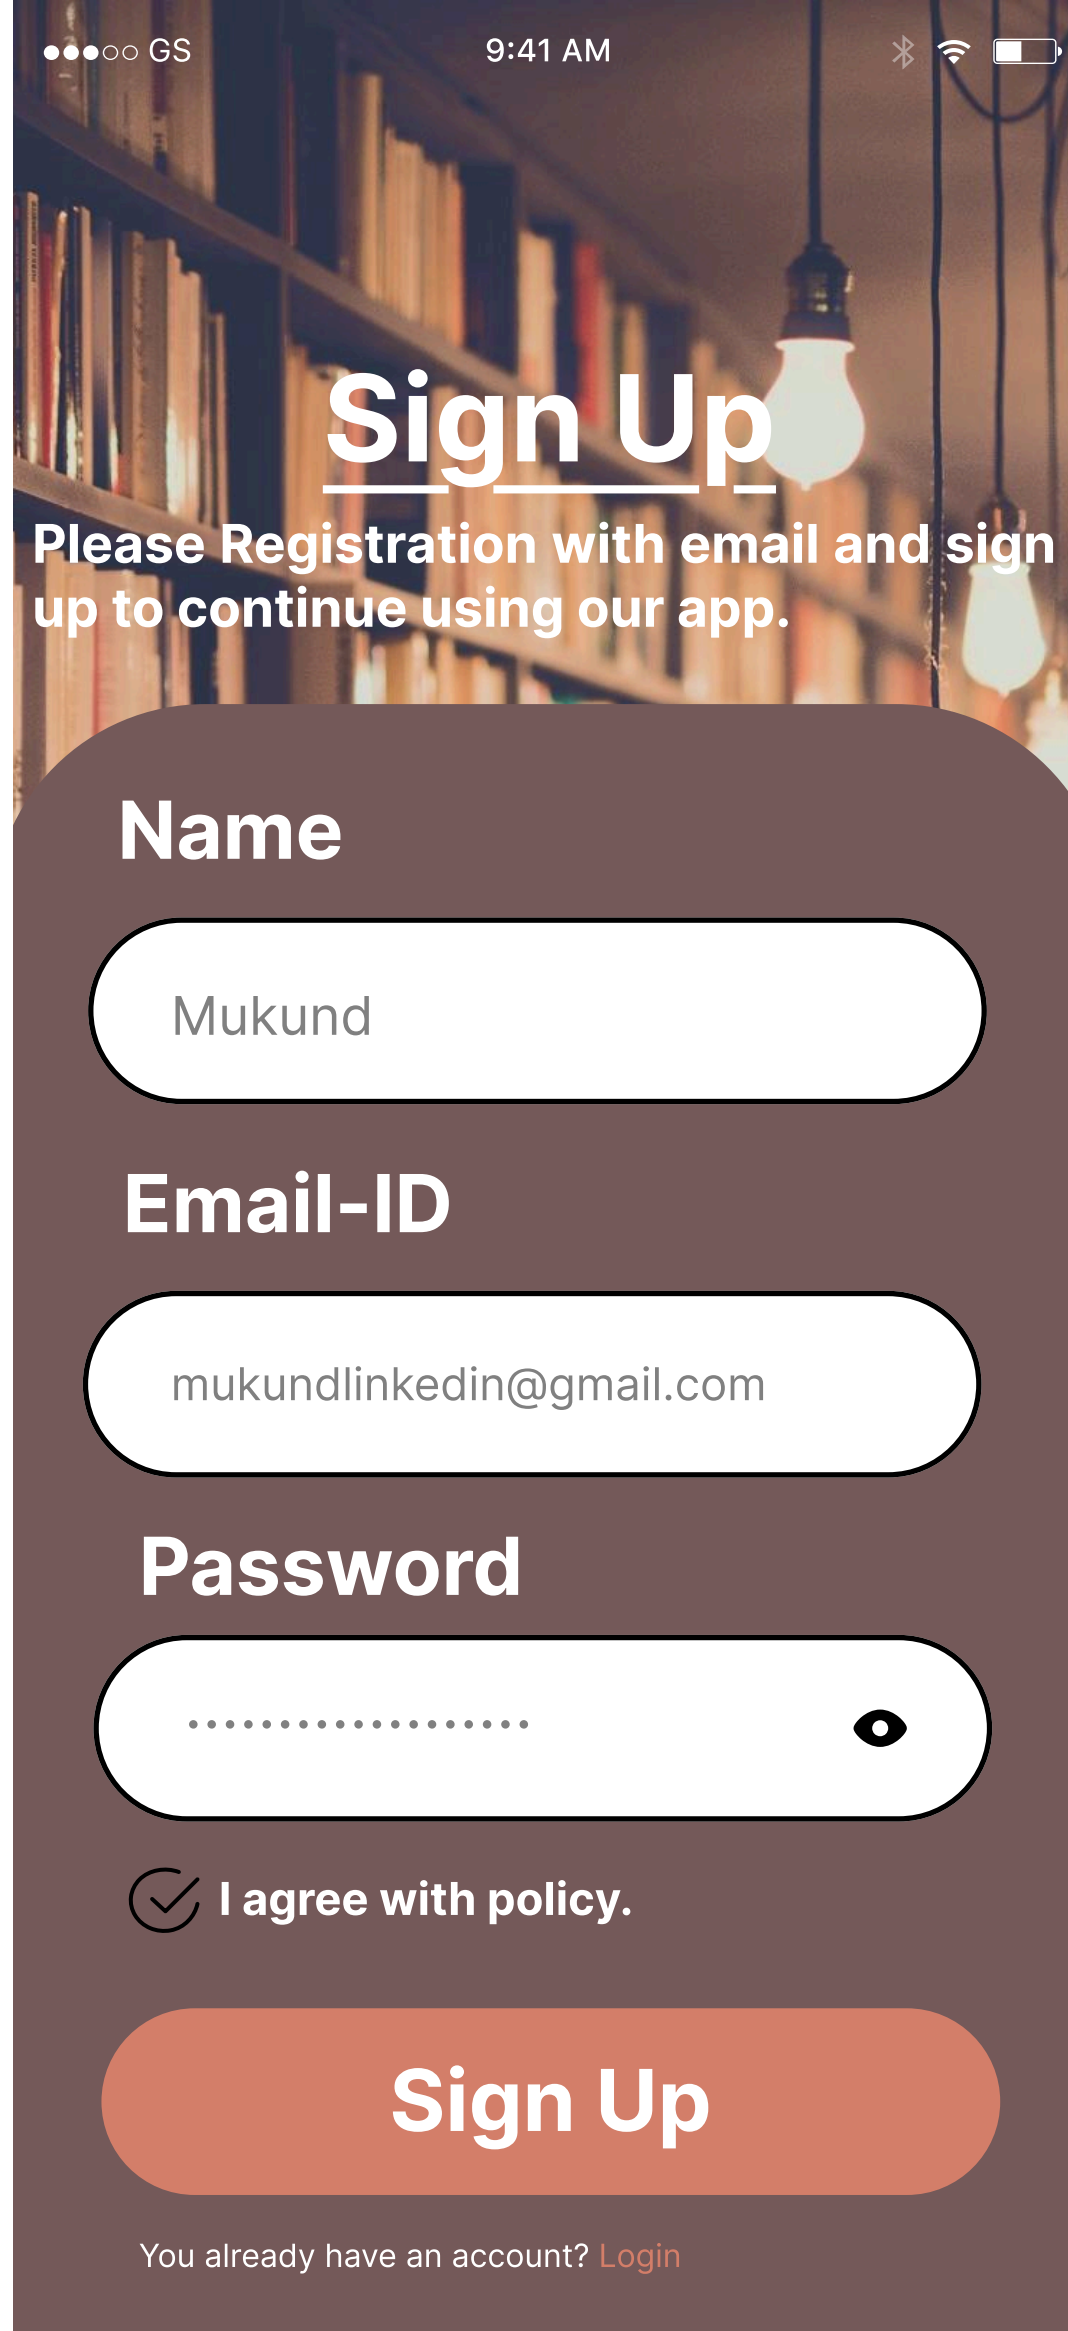 GS 9:41 AM
Sign Up
Please Registration with email and sign
up to continue using our app.
Name
Mukund
Email-ID
mukundlinkedin@gmail.com
Password
•••••••••••••••••••
I agree with policy.
Sign Up
You already have an account? Login